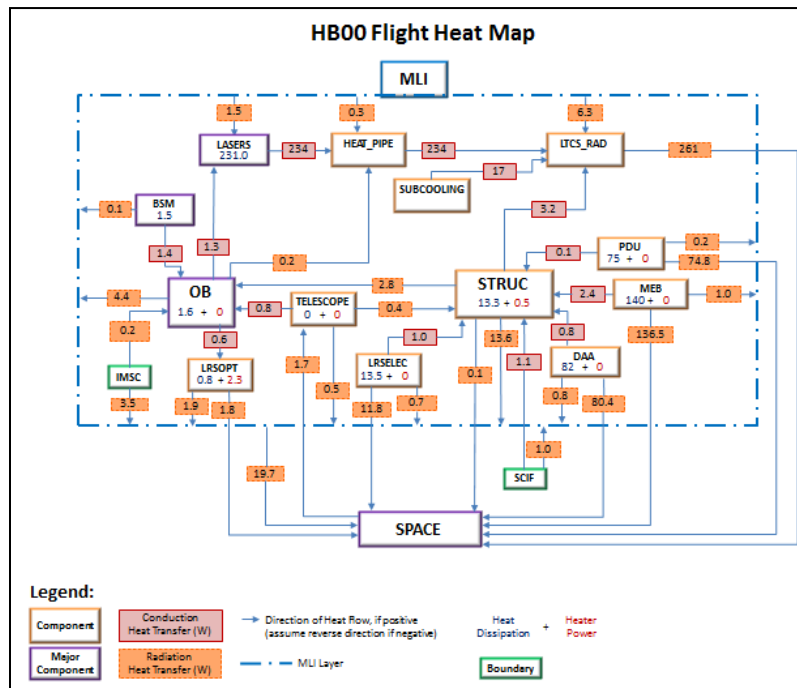 HB00 Flight Heat Map
MLI
1.5
0.3
6.3
LASERS
231.0
234
HEAT_PIPE
234
LTCS_RAD
261
SUBCOOLING
17
BSM
1.5
0.1
1.4
1.3
0.2
3.2
0.1
PDU
75 + 0
0.2
74.8
4.4
OB
1.6 + 0
2.8
STRUC
13.3 + 0.5
0.8
TELESCOPE
0 + 0
0.4
2.4
MEB
140 + 0
1.0
0.2
0.6
1.0
13.6
0.8
136.5
IMSC
LRSOPT
0.8 + 2.3
1.7
LRSELEC
13.5 + 0
0.1
1.1
DAA
82 + 0
3.5
1.9
1.8
0.5
11.8
0.7
0.8
80.4
19.7
1.0
SCIF
SPACE
Legend:
Component
Conduction
Heat Transfer (W)
Direction of Heat Flow, if positive
(assume reverse direction if negative)
Heat
Dissipation
+
Heater
Power
Major
Component
Radiation
Heat Transfer (W)
MLI Layer
Boundary